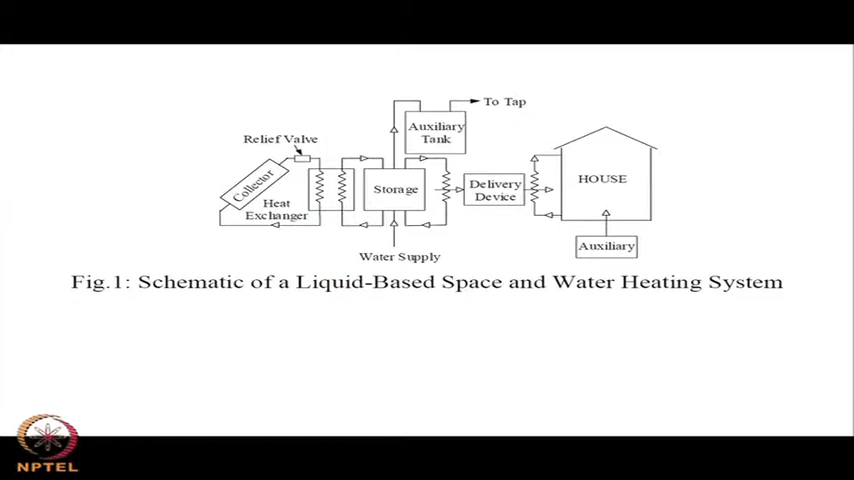 To Tap
Auxiliary
Tank
Relief Valve
Collector
Heat
Exchanger
Storage
Delivery
Device
HOUSE
Auxiliary
Water Supply
Fig.1: Schematic of a Liquid-Based Space and Water Heating System
NPTEL